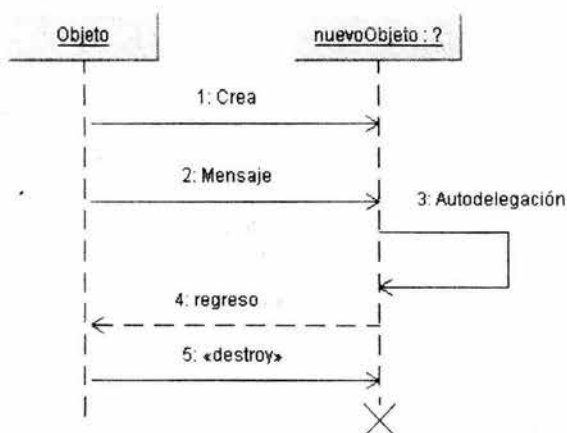 Objeto
nuevoObjeto : ?
1: Crea
2: Mensaje
3: Autodelegación
4: regreso
5: «destroy»